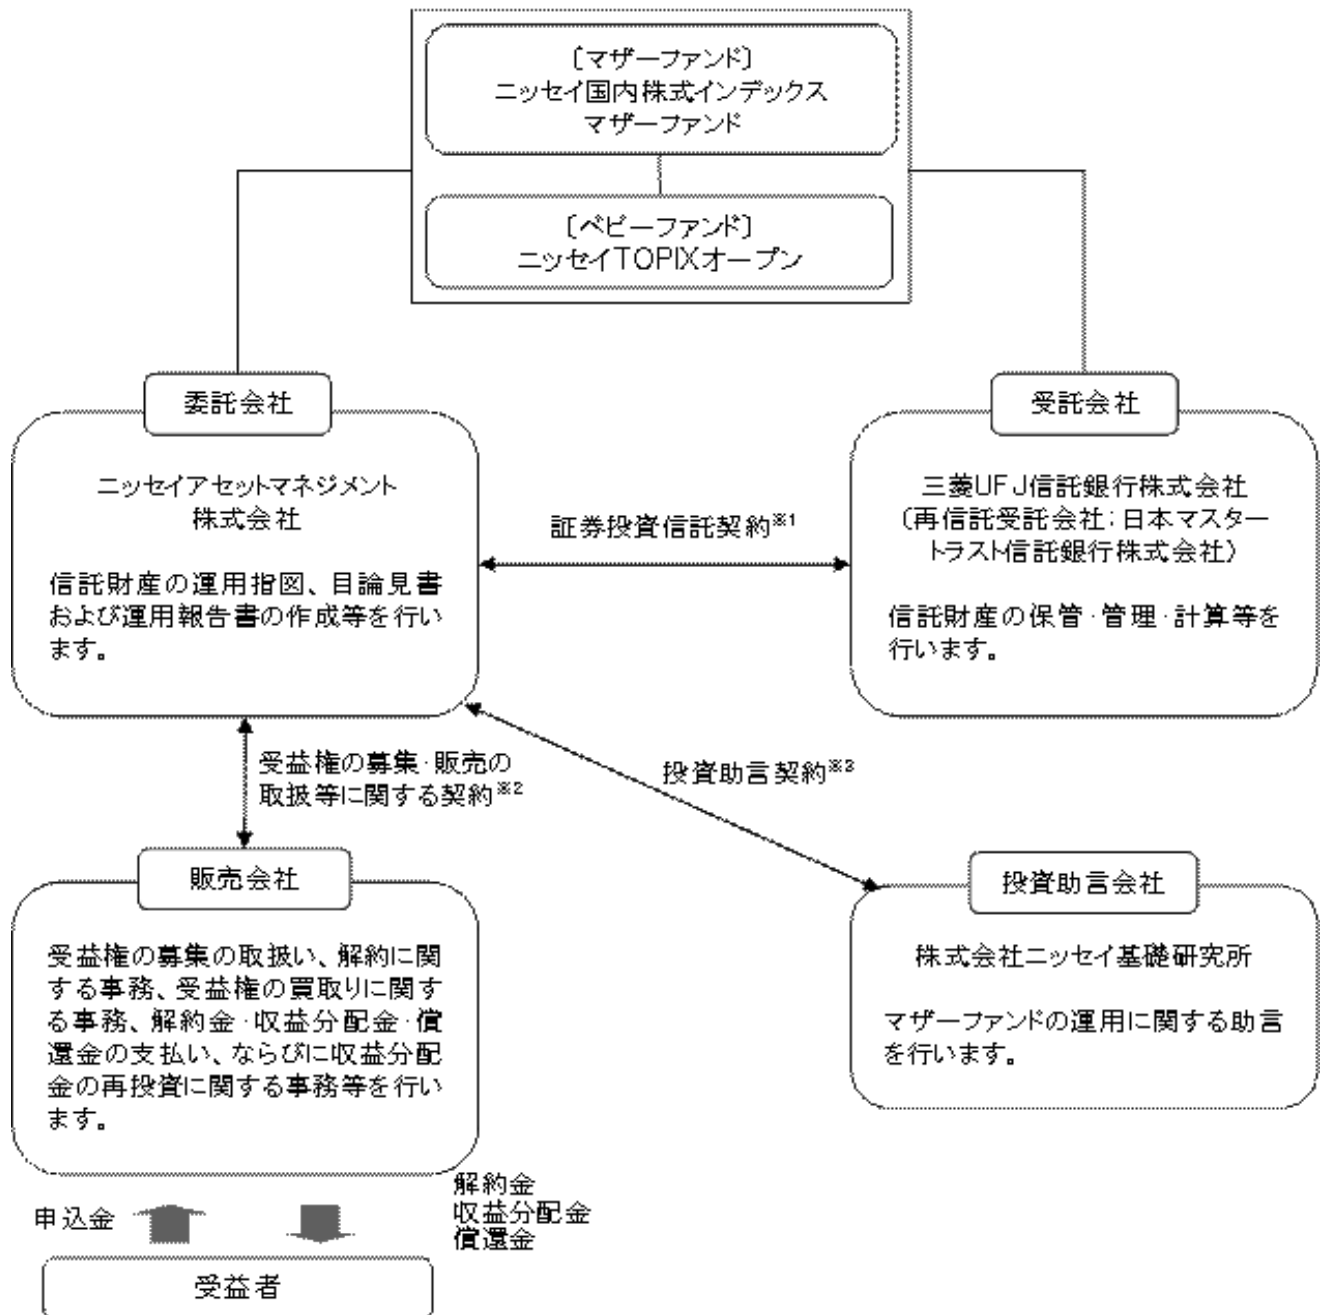 〔マザーファンド〕
ニッセイ国内株式インデックス
マザーファンド
〔ベビーファンド〕
ニッセイTOPIXオープン
委託会社
ニッセイアセットマネジメント
株式会社
信託財産の運用指図、目論見書
および運用報告書の作成等を行い
ます。
証券投資信託契約※1
受託会社
三菱UFJ信託銀行株式会社
（再信託受託会社：日本マスター
トラスト信託銀行株式会社）
信託財産の保管・管理・計算等を
行います。
受益権の募集・販売の
取扱等に関する契約※2
投資助言契約※3
販売会社
受益権の募集の取扱い、解約に関
する事務、受益権の買取りに関す
る事務、解約金・収益分配金・償
還金の支払い、ならびに収益分配
金の再投資に関する事務等を行い
ます。
投資助言会社
株式会社ニッセイ基礎研究所
マザーファンドの運用に関する助言
を行います。
申込金
解約金
収益分配金
償還金
受益者